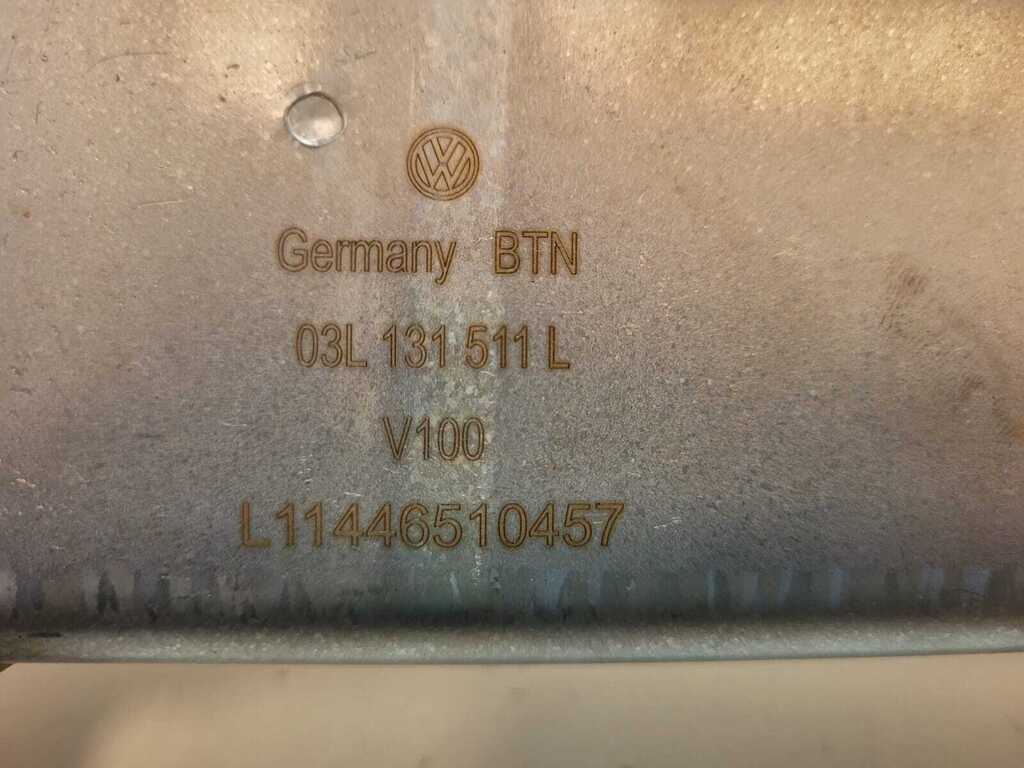 Germany BTN
03L 131 511 L
V100
L11446510457